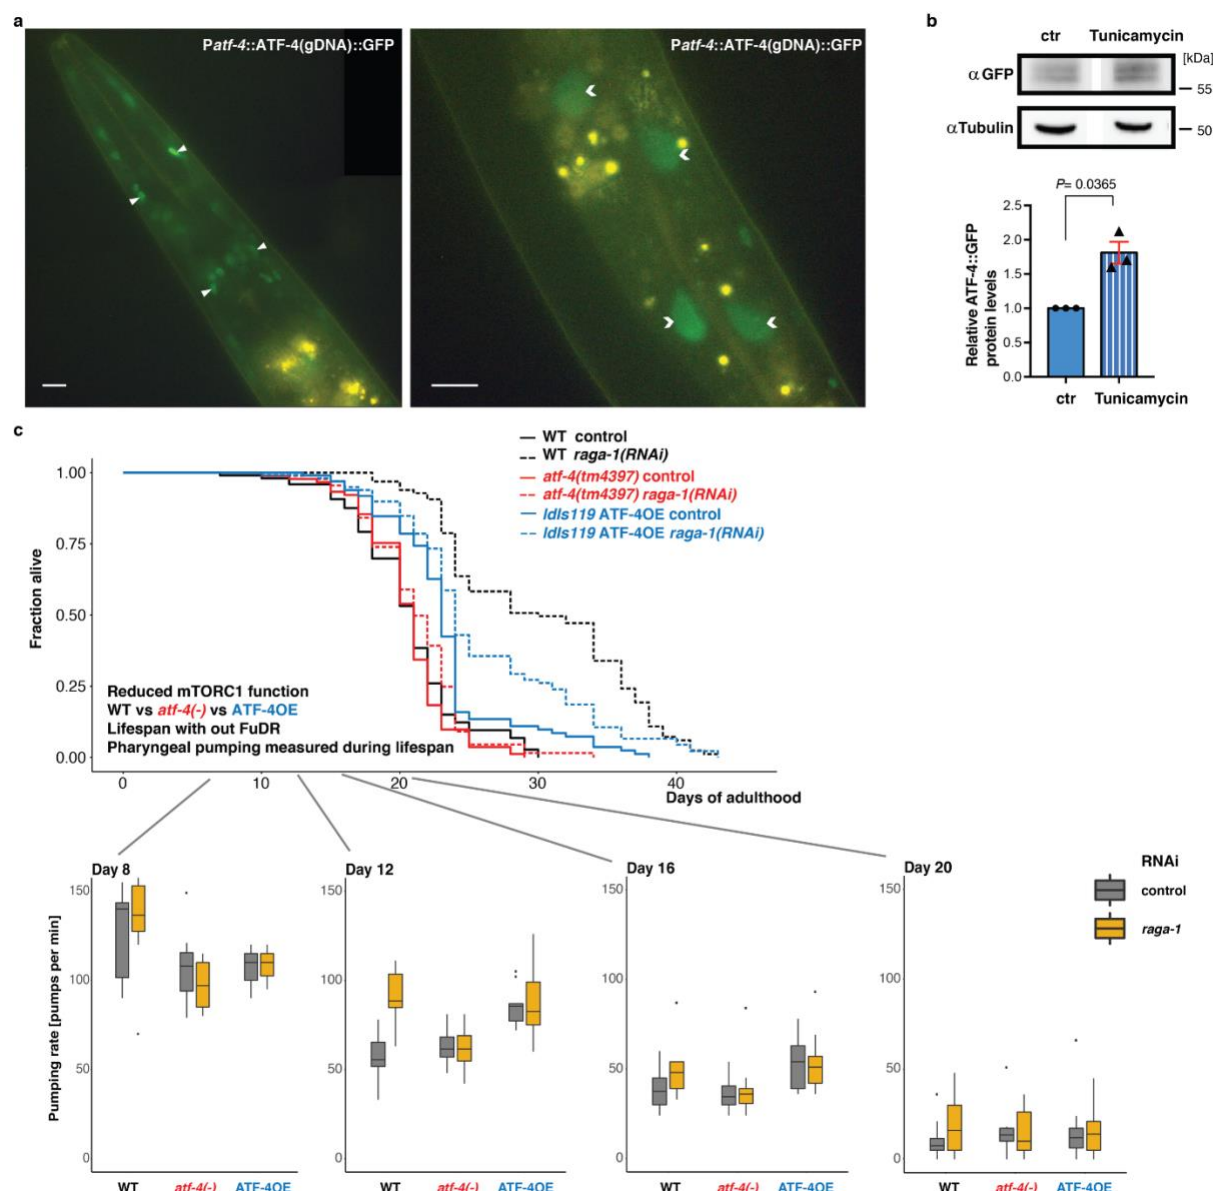 a
Patf-4::ATF-4(gDNA)::GFP
Patf-4::ATF-4(gDNA)::GFP
b
ctr Tunicamycin
[kDa]
αGFP
55
αTubulin
50
P= 0.0365
2.5
2.0
1.5
1.0
0.5
0.0
Relative ATF-4::GFP
protein levels
ctr Tunicamycin
c
WT control
WT raga-1(RNAi)
atf-4(tm4397) control
atf-4(tm4397) raga-1(RNAi)
ldIs119 ATF-4OE control
ldIs119 ATF-4OE raga-1(RNAi)
1.00
0.75
0.50
0.25
0.00
Fraction alive
Reduced mTORC1 function
WT vs atf-4(-) vs ATF-4OE
Lifespan with out FuDR
Pharyngeal pumping measured during lifespan
0 10 20 30 40
Days of adulthood
Day 8
Day 12
Day 16
Day 20
150
100
50
0
150
100
50
0
150
100
50
0
150
100
50
0
Pumping rate [pumps per min]
WT atf-4(-) ATF-4OE
WT atf-4(-) ATF-4OE
WT atf-4(-) ATF-4OE
WT atf-4(-) ATF-4OE
RNAi
control
raga-1